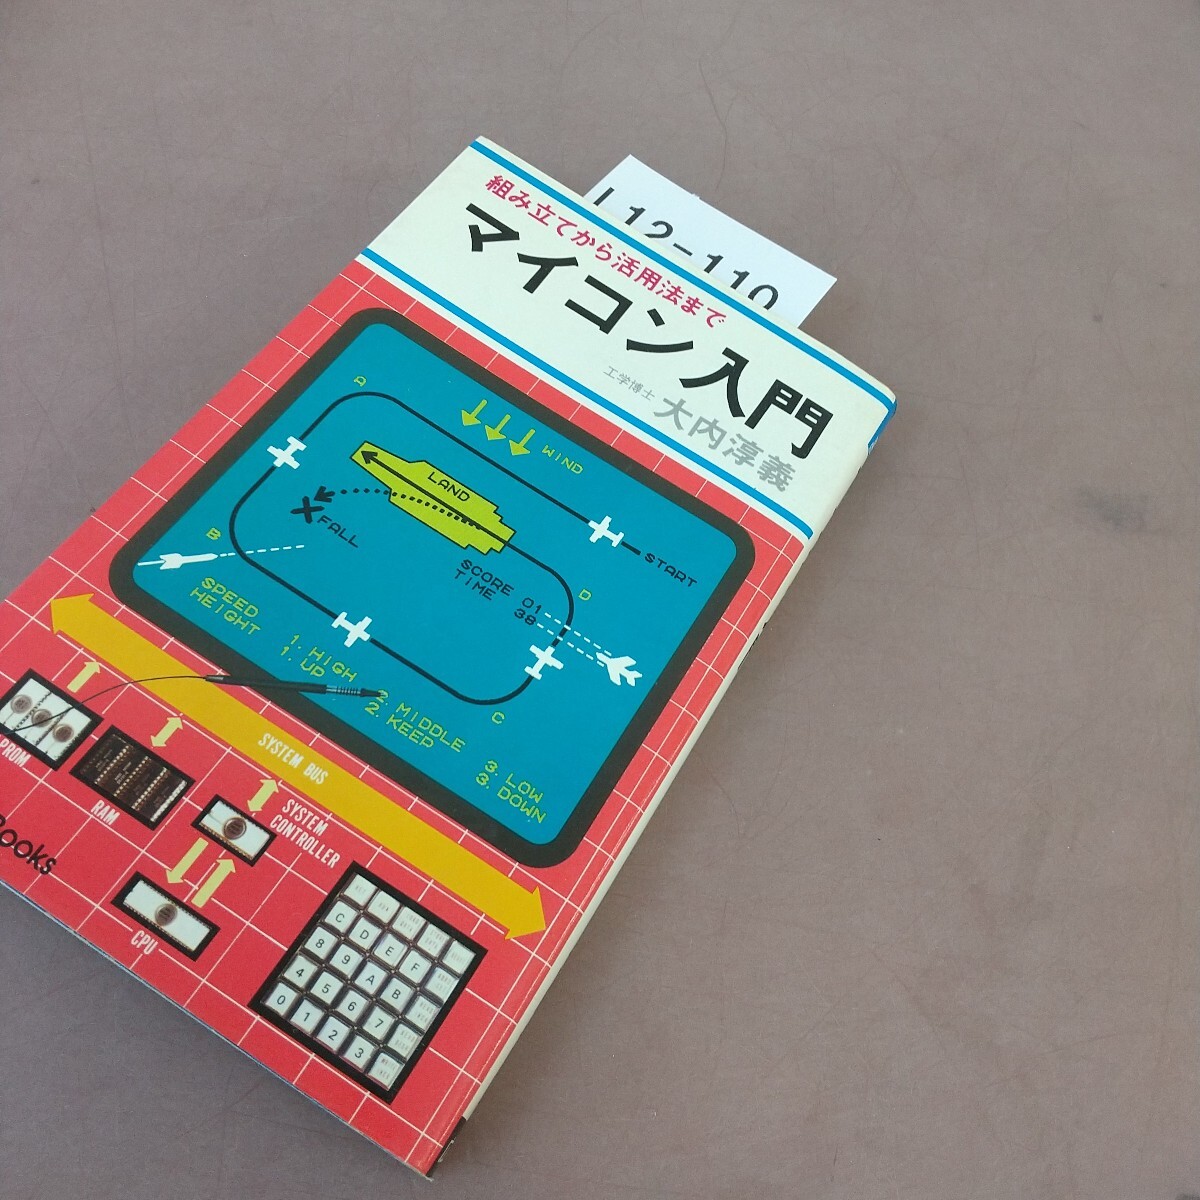 L12-110
組み立てから活用法まで
マイコン入門
工学博士 大内淳義
A
WIND
LAND
FALL
START
B
SCORE 01
TIME 38
D
SPEED 1. HIGH 2. MIDDLE 3. LOW
HEIGHT 1. UP 2. KEEP 3. DOWN
C
SYSTEM BUS
PROM
RAM
SYSTEM
CONTROLLER
CPU
Books
C D E F
8 9 A B
4 5 6 7
0 1 2 3